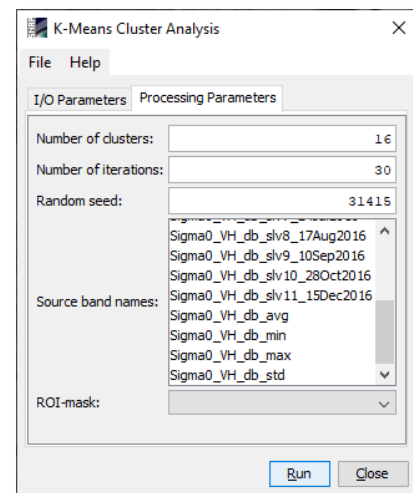 K-Means Cluster Analysis
File Help
I/O Parameters Processing Parameters
Number of clusters: 16
Number of iterations: 30
Random seed: 31415
Source band names:
Sigma0_VH_db_slv8_17Aug2016
Sigma0_VH_db_slv9_10Sep2016
Sigma0_VH_db_slv10_28Oct2016
Sigma0_VH_db_slv11_15Dec2016
Sigma0_VH_db_avg
Sigma0_VH_db_min
Sigma0_VH_db_max
Sigma0_VH_db_std
ROI-mask:
Run Close